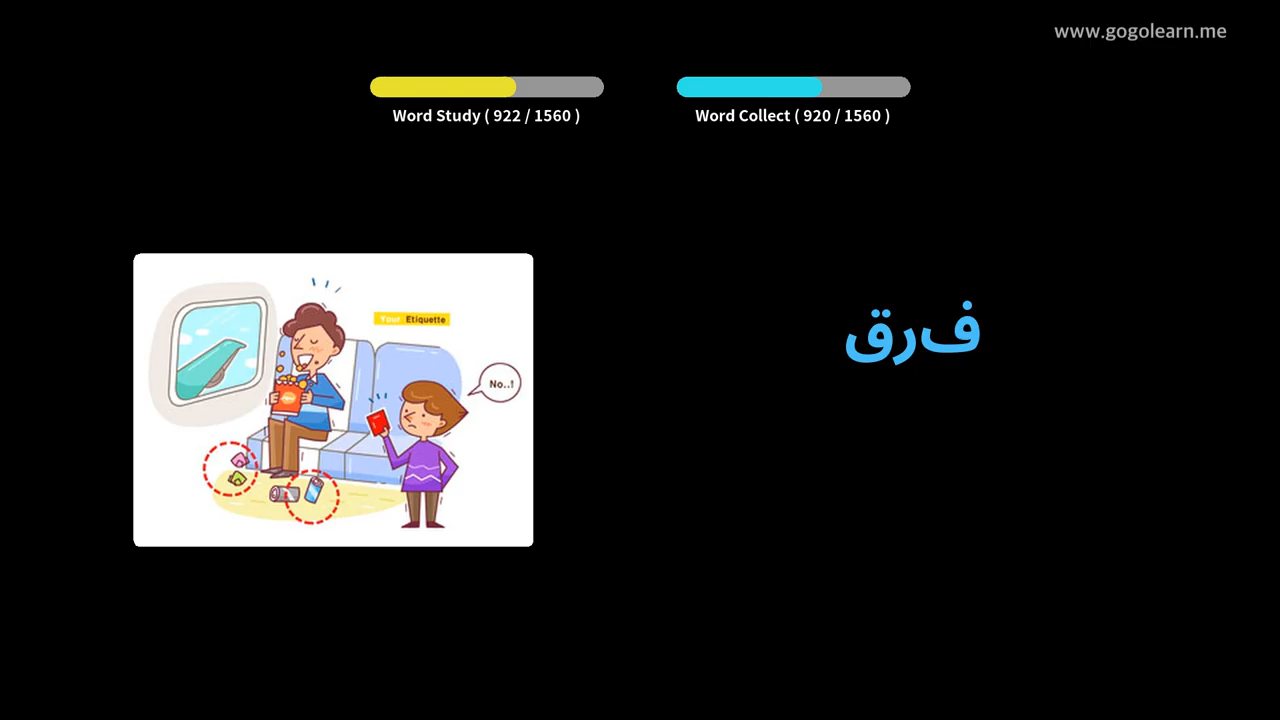 www.gogolearn.me
Word Study ( 922 / 1560 )
Word Collect ( 920 / 1560 )
Your Etiquette
No..!
فرق